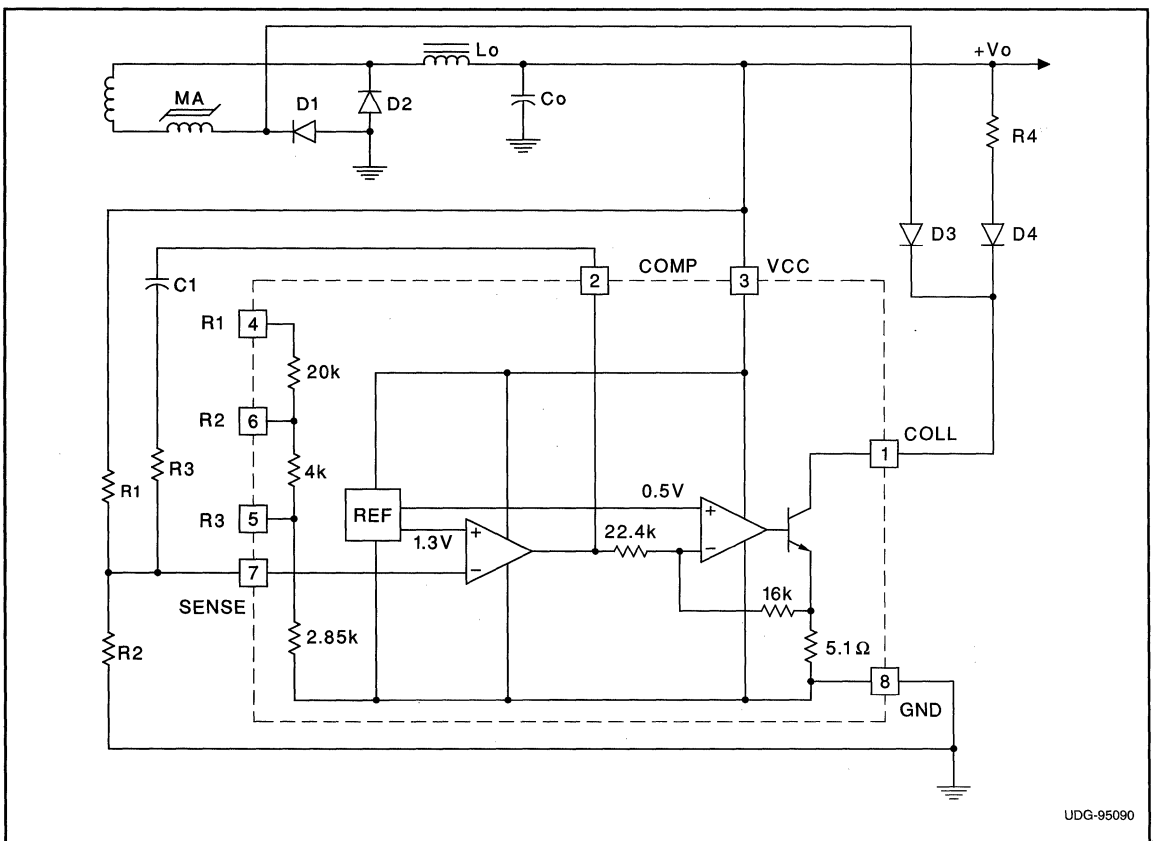 Lo
+Vo
MA
D1
D2
Co
R4
D3
D4
C1
2
COMP
3
VCC
R1
4
20k
R2
6
COLL
1
R3
4k
R1
R3
5
REF
0.5V
1.3V
22.4k
+
−
+
−
7
SENSE
16k
R2
2.85k
5.1Ω
8
GND
UDG-95090